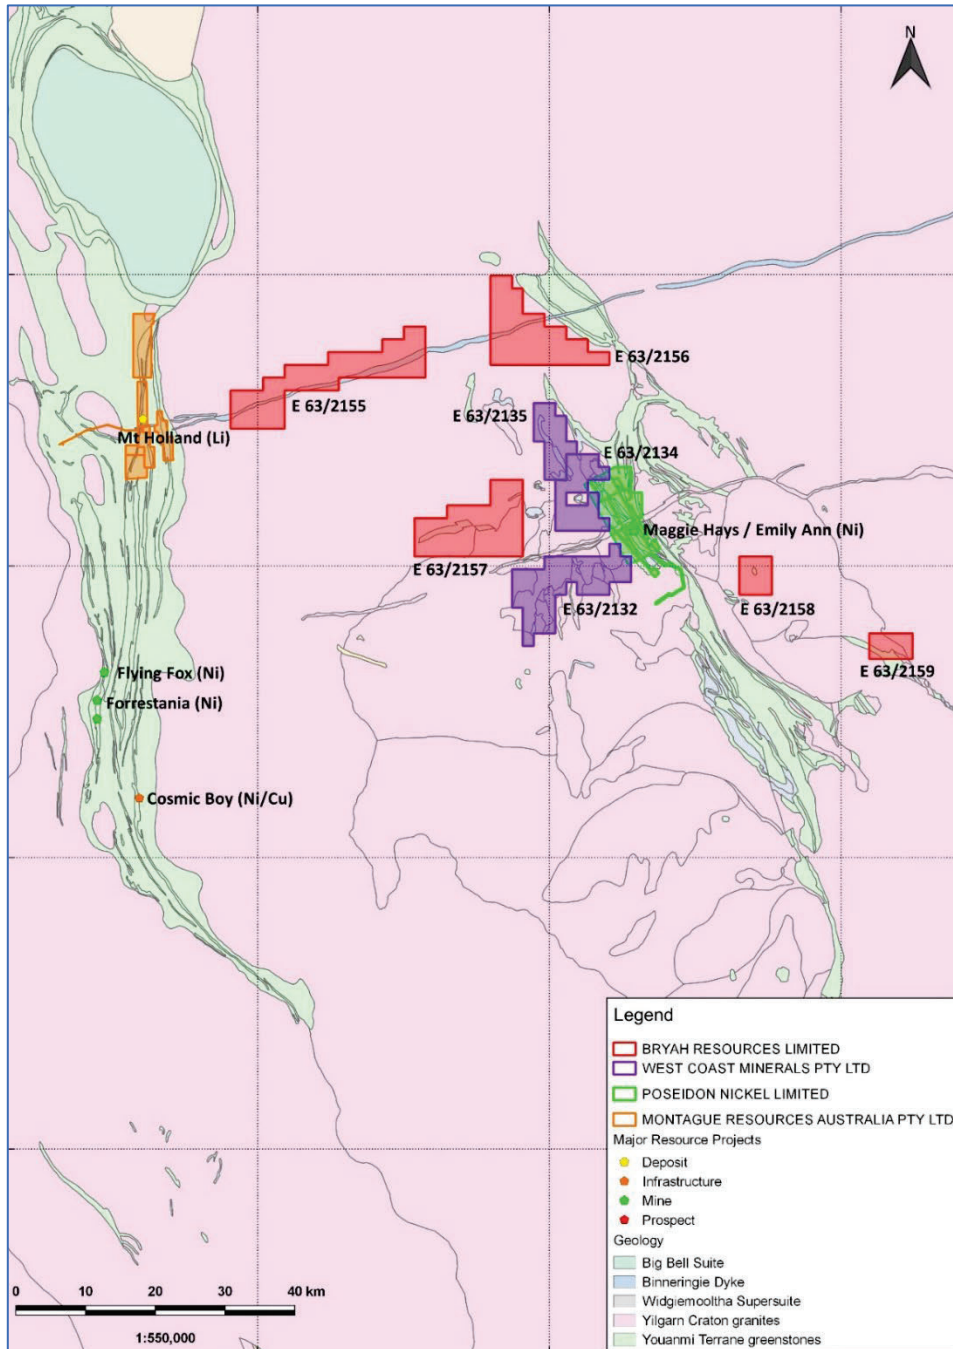 N
E 63/2156
E 63/2155
E 63/2135
Mt Holland (Li)
E 63/2134
Maggie Hays / Emily Ann (Ni)
E 63/2157
E 63/2132
E 63/2158
E 63/2159
Flying Fox (Ni)
Forrestania (Ni)
Cosmic Boy (Ni/Cu)
Legend
BRYAH RESOURCES LIMITED
WEST COAST MINERALS PTY LTD
POSEIDON NICKEL LIMITED
MONTAGUE RESOURCES AUSTRALIA PTY LTD
Major Resource Projects
Deposit
Infrastructure
Mine
Prospect
Geology
Big Bell Suite
Binneringie Dyke
Widgiemooltha Supersuite
Yilgarn Craton granites
Youanmi Terrane greenstones
0 10 20 30 40 km
1:550,000